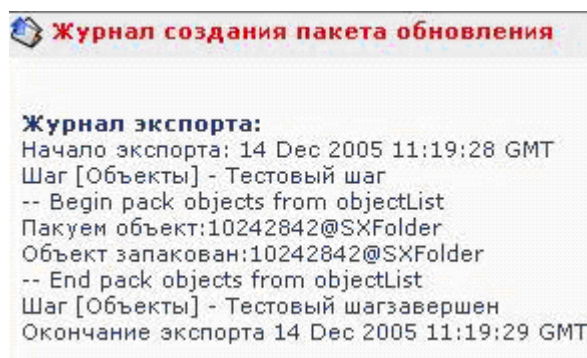 Журнал создания пакета обновления
Журнал экспорта:
Начало экспорта: 14 Dec 2005 11:19:28 GMT
Шаг [Объекты] - Тестовый шаг
-- Begin pack objects from objectList
Пакуем объект:10242842@SXFolder
Объект запакован:10242842@SXFolder
-- End pack objects from objectList
Шаг [Объекты] - Тестовый шагзавершен
Окончание экспорта 14 Dec 2005 11:19:29 GMT